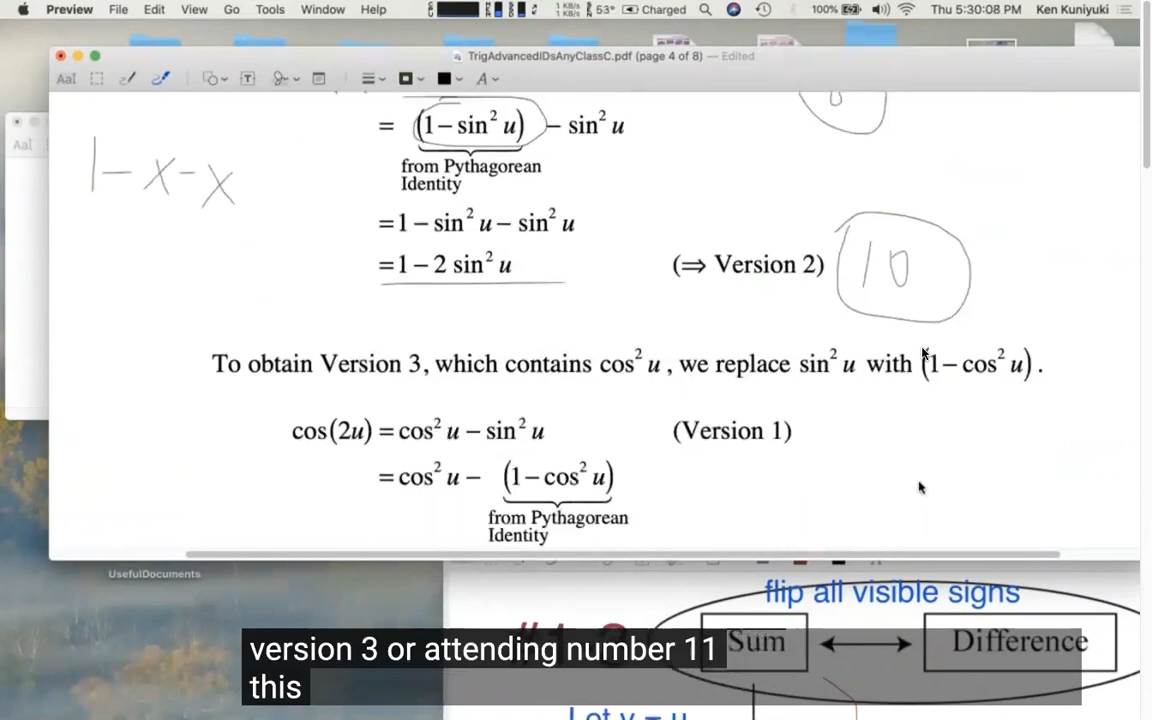 Preview File Edit View Go Tools Window Help 1 KB/s 1 KB/s 53° Charged 100% Thu 5:30:08 PM Ken Kuniyuki
TrigAdvancedIDsAnyClassC.pdf (page 4 of 8) — Edited
= (1 − sin² u) − sin² u
from Pythagorean
Identity
1 − x − x
= 1 − sin² u − sin² u
= 1 − 2 sin² u (⇒ Version 2) 10
To obtain Version 3, which contains cos² u, we replace sin² u with (1 − cos² u).
cos(2u) = cos² u − sin² u (Version 1)
= cos² u − (1 − cos² u)
from Pythagorean
Identity
UsefulDocuments
flip all visible signs
Sum Difference
version 3 or attending number 11
this